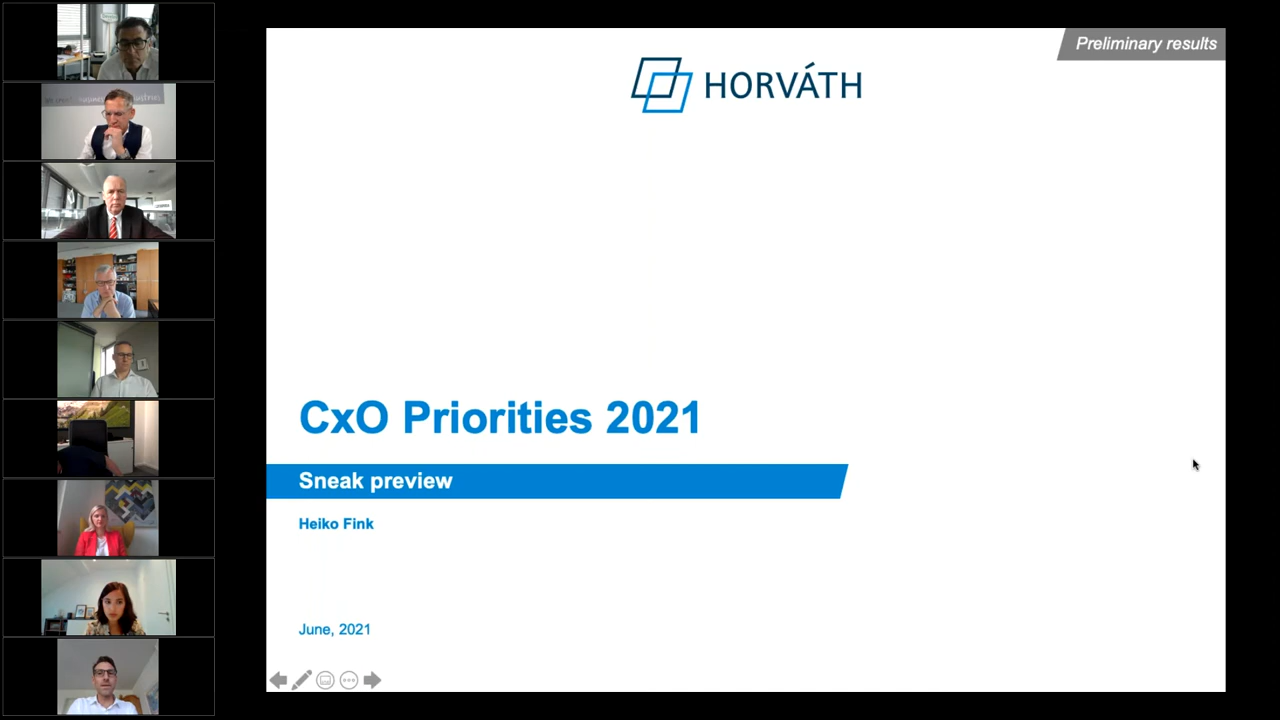 Preliminary results
HORVÁTH
CxO Priorities 2021
Sneak preview
Heiko Fink
June, 2021